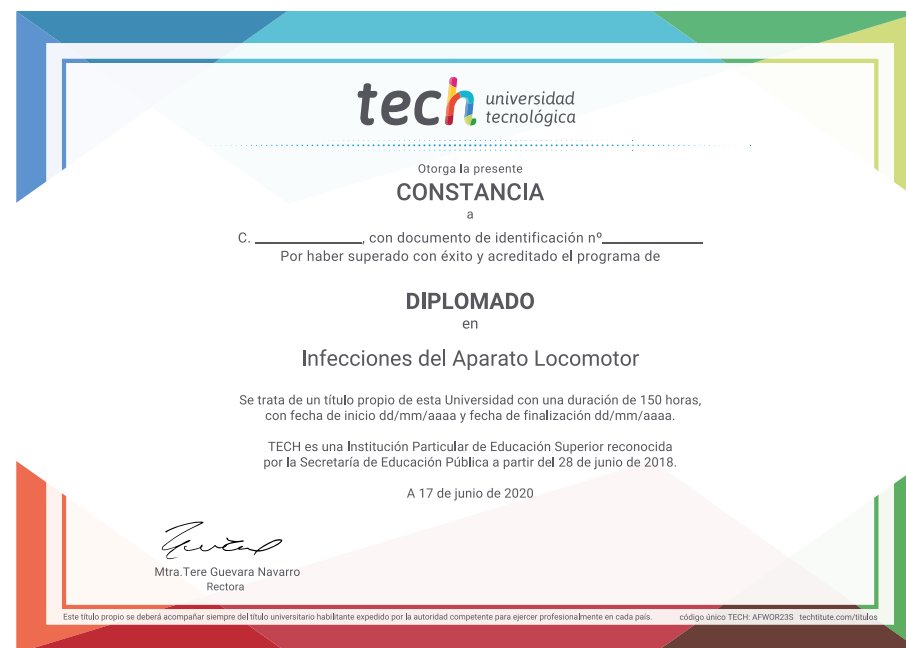 tech universidad
tecnológica
Otorga la presente
CONSTANCIA
a
C. ____________, con documento de identificación nº____________
Por haber superado con éxito y acreditado el programa de
DIPLOMADO
en
Infecciones del Aparato Locomotor
Se trata de un título propio de esta Universidad con una duración de 150 horas,
con fecha de inicio dd/mm/aaaa y fecha de finalización dd/mm/aaaa.
TECH es una Institución Particular de Educación Superior reconocida
por la Secretaría de Educación Pública a partir del 28 de junio de 2018.
A 17 de junio de 2020
Mtra.Tere Guevara Navarro
Rectora
Este título propio se deberá acompañar siempre del título universitario habilitante expedido por la autoridad competente para ejercer profesionalmente en cada país. código único TECH: AFWOR23S techtitute.com/titulos